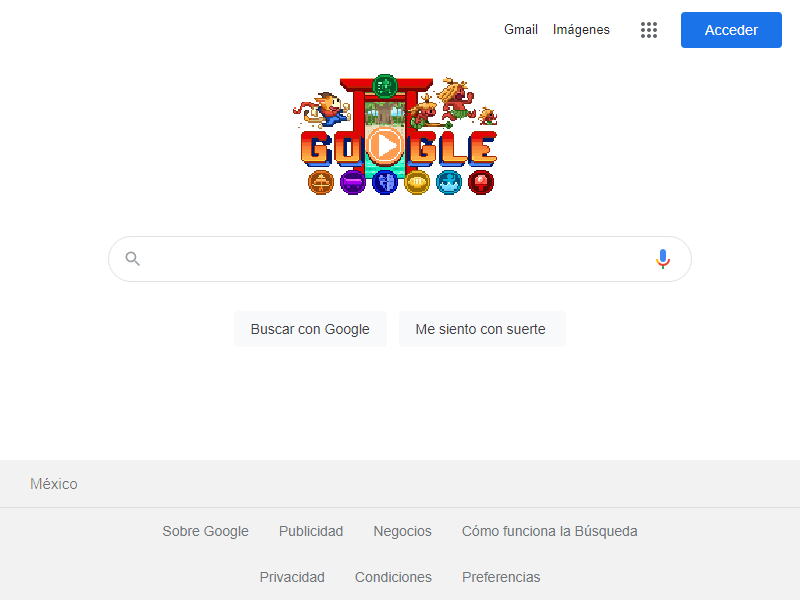 Gmail Imágenes Acceder
GOOGLE
Buscar con Google Me siento con suerte
México
Sobre Google Publicidad Negocios Cómo funciona la Búsqueda
Privacidad Condiciones Preferencias